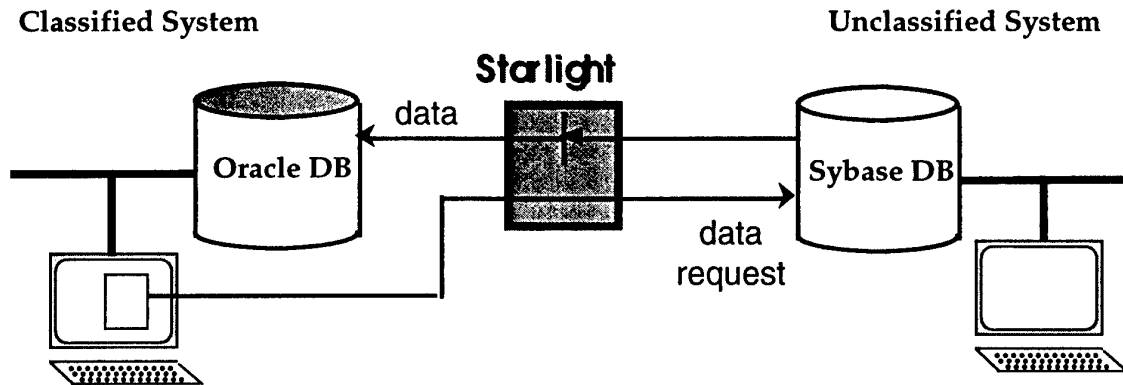 Classified System
Unclassified System
Starlight
data
Oracle DB
Sybase DB
data
request